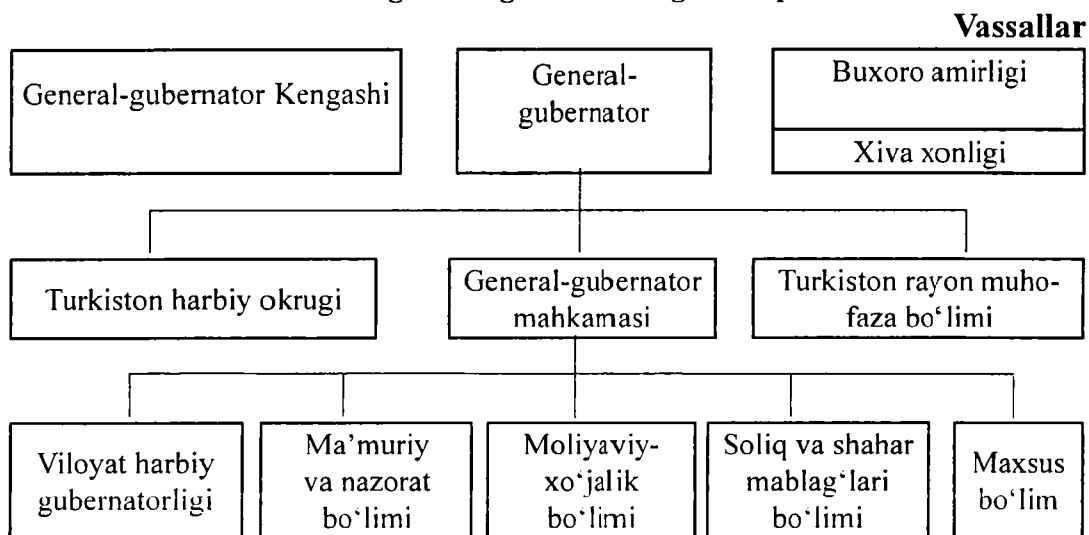 Vassallar
General-gubernator Kengashi
General-
gubernator
Buxoro amirligi
Xiva xonligi
Turkiston harbiy okrugi
General-gubernator
mahkamasi
Turkiston rayon muho-
faza bo‘limi
Viloyat harbiy
gubernatorligi
Ma’muriy
va nazorat
bo‘limi
Moliyaviy-
xo‘jalik
bo‘limi
Soliq va shahar
mablag‘lari
bo‘limi
Maxsus
bo‘lim